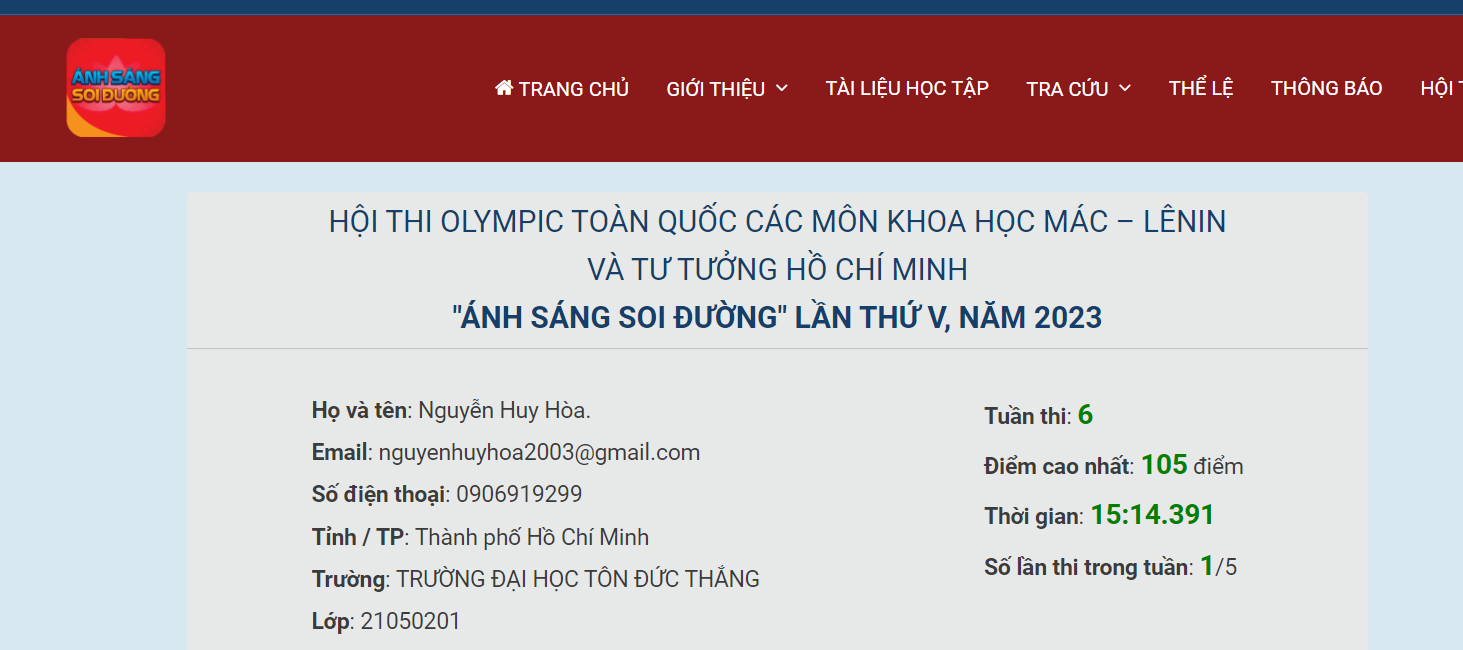 ÁNH SÁNG
SOI ĐƯỜNG
TRANG CHỦ GIỚI THIỆU TÀI LIỆU HỌC TẬP TRA CỨU THỂ LỆ THÔNG BÁO HỘI
HỘI THI OLYMPIC TOÀN QUỐC CÁC MÔN KHOA HỌC MÁC – LÊNIN
VÀ TƯ TƯỞNG HỒ CHÍ MINH
"ÁNH SÁNG SOI ĐƯỜNG" LẦN THỨ V, NĂM 2023
Họ và tên: Nguyễn Huy Hòa.
Email: nguyenhuyhoa2003@gmail.com
Số điện thoại: 0906919299
Tỉnh / TP: Thành phố Hồ Chí Minh
Trường: TRƯỜNG ĐẠI HỌC TÔN ĐỨC THẮNG
Lớp: 21050201
Tuần thi: 6
Điểm cao nhất: 105 điểm
Thời gian: 15:14.391
Số lần thi trong tuần: 1/5